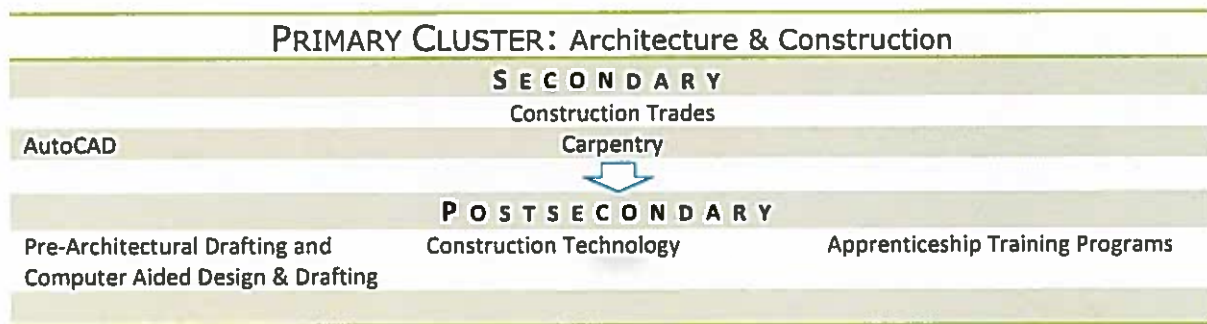 PRIMARY CLUSTER: Architecture & Construction
SECONDARY
Construction Trades
AutoCAD Carpentry
POSTSECONDARY
Pre-Architectural Drafting and Construction Technology Apprenticeship Training Programs
Computer Aided Design & Drafting